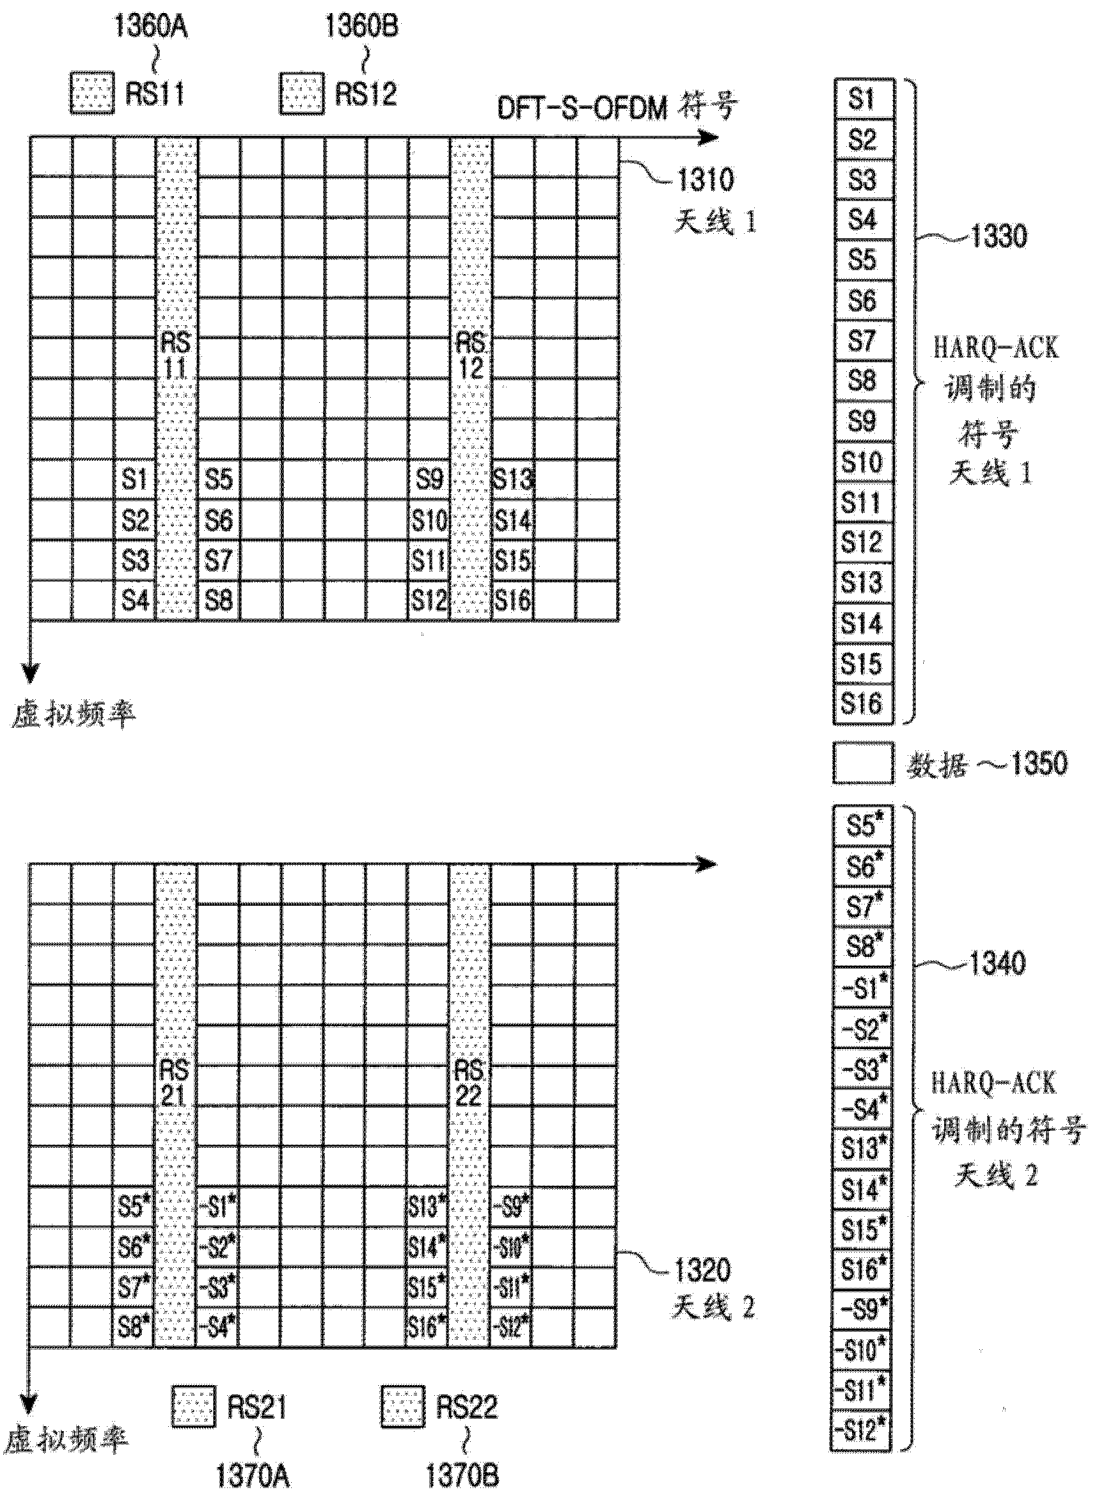 1360A
1360B
RS11
RS12
DFT-S-OFDM 符号
1310
天线 1
RS
11
RS
12
S1
S5
S9
S13
S2
S6
S10
S14
S3
S7
S11
S15
S4
S8
S12
S16
虚拟频率
S1
S2
S3
S4
S5
S6
S7
S8
S9
S10
S11
S12
S13
S14
S15
S16
1330
HARQ-ACK
调制的
符号
天线 1
数据
1350
RS
21
RS
22
S5*
-S1*
S13*
-S9*
S6*
-S2*
S14*
-S10*
S7*
-S3*
S15*
-S11*
S8*
-S4*
S16*
-S12*
1320
天线 2
虚拟频率
RS21
RS22
1370A
1370B
S5*
S6*
S7*
S8*
-S1*
-S2*
-S3*
-S4*
S13*
S14*
S15*
S16*
-S9*
-S10*
-S11*
-S12*
1340
HARQ-ACK
调制的符号
天线 2